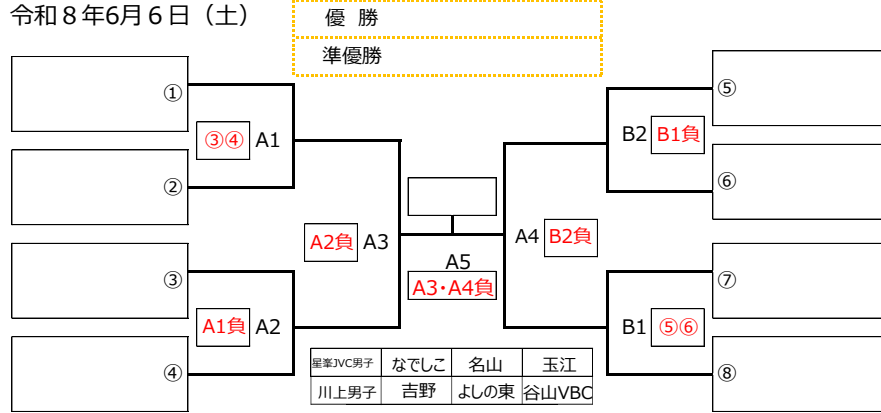 令和８年6月６日（土）
優 勝
準優勝
①
⑤
③④ A1
B2 B1負
②
⑥
A2負 A3
A4 B2負
A5
A3・A4負
③
⑦
A1負 A2
B1 ⑤⑥
④
⑧
星峯JVC男子 なでしこ 名山 玉江
川上男子 吉野 よしの東 谷山VBC